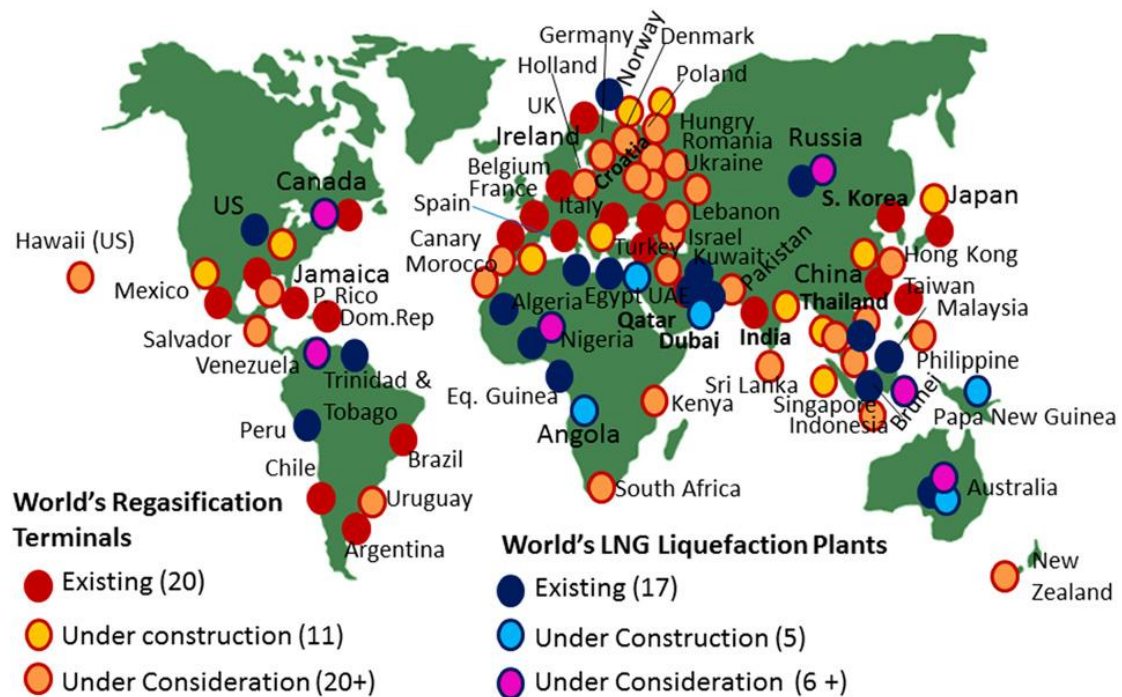 Germany
Norway
Denmark
Holland
Poland
UK
Ireland
Hungry
Romania
Croatia
Ukraine
Russia
Belgium
France
Canada
US
Spain
Italy
S. Korea
Japan
Lebanon
Hawaii (US)
Canary
Turkey
Israel
Morocco
Kuwait
Pakistan
Hong Kong
China
Mexico
Jamaica
P. Rico
Dom.Rep
Algeria
Egypt UAE
Taiwan
Thailand
Malaysia
Qatar
Dubai
India
Salvador
Venezuela
Nigeria
Philippine
Trinidad &
Tobago
Sri Lanka
Singapore
Brunei
Eq. Guinea
Kenya
Indonesia
Papa New Guinea
Peru
Angola
Brazil
Chile
South Africa
Australia
Uruguay
Argentina
New
Zealand
World's Regasification
Terminals
Existing (20)
Under construction (11)
Under Consideration (20+)
World's LNG Liquefaction Plants
Existing (17)
Under Construction (5)
Under Consideration (6 +)